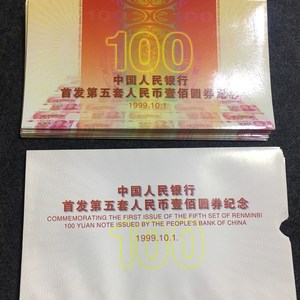 100
中国人民银行
首发第五套人民币壹佰圆券纪念
1999.10.1.
中国人民银行
首发第五套人民币壹佰圆券纪念
COMMEMORATING THE FIRST ISSUE OF THE FIFTH SET OF RENMINBI
100 YUAN NOTE ISSUED BY THE PEOPLE'S BANK OF CHINA
100
1999.10.1.